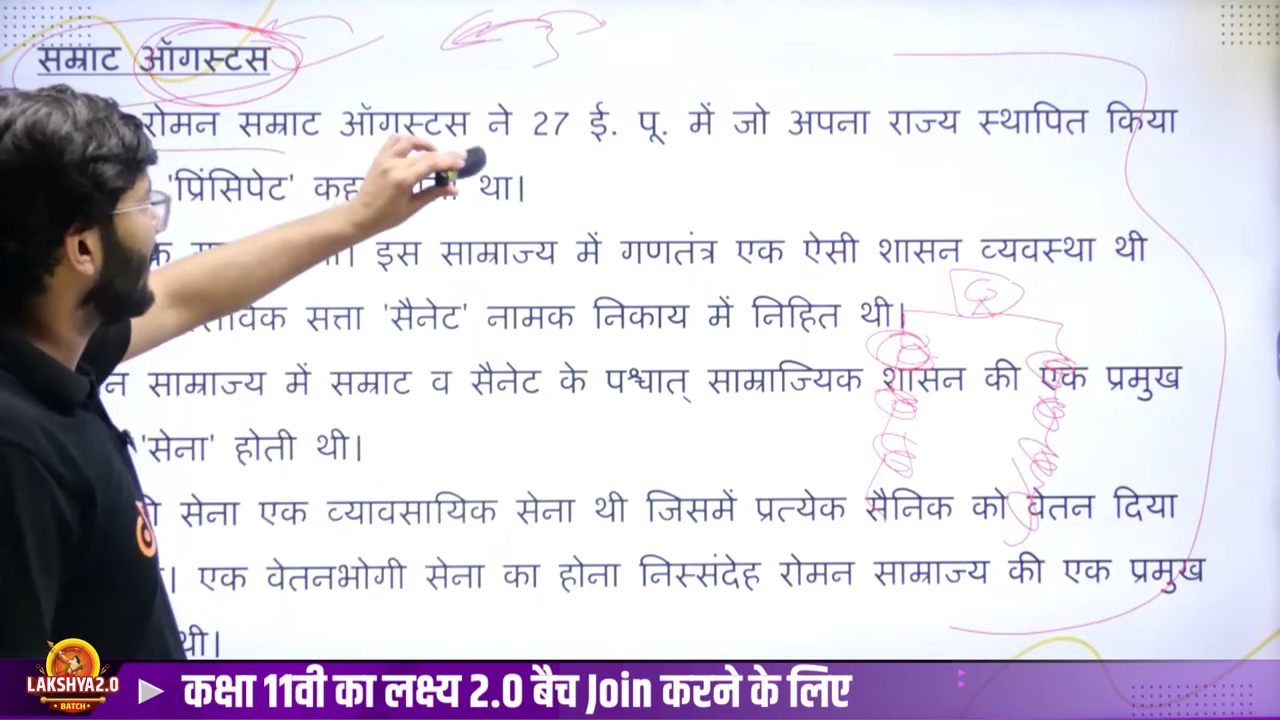 सम्राट ऑगस्टस
रोमन सम्राट ऑगस्टस ने 27 ई. पू. में जो अपना राज्य स्थापित किया
'प्रिंसिपेट' था।
इस साम्राज्य में गणतंत्र एक ऐसी शासन व्यवस्था थी
सत्ता 'सैनेट' नामक निकाय में निहित थी।
साम्राज्य में सम्राट व सैनेट के पश्चात् साम्राज्यिक शासन की एक प्रमुख
'सेना' होती थी।
सेना एक व्यावसायिक सेना थी जिसमें प्रत्येक सैनिक को वेतन दिया
एक वेतनभोगी सेना का होना निस्संदेह रोमन साम्राज्य की एक प्रमुख
थी।
LAKSHYA2.0
BATCH
कक्षा 11वी का लक्ष्य 2.0 बैच Join करने के लिए